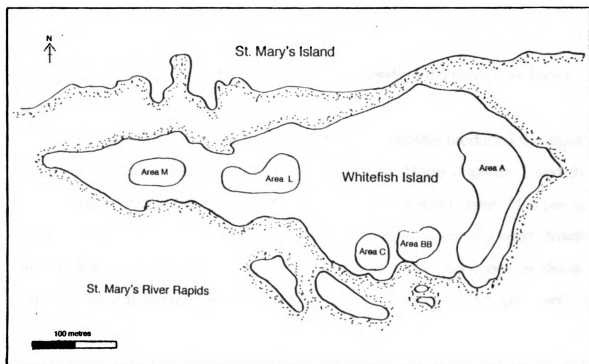 N
St. Mary's Island
Area A
Area M
Area L
Whitefish Island
Area C
Area BB
St. Mary's River Rapids
100 metres